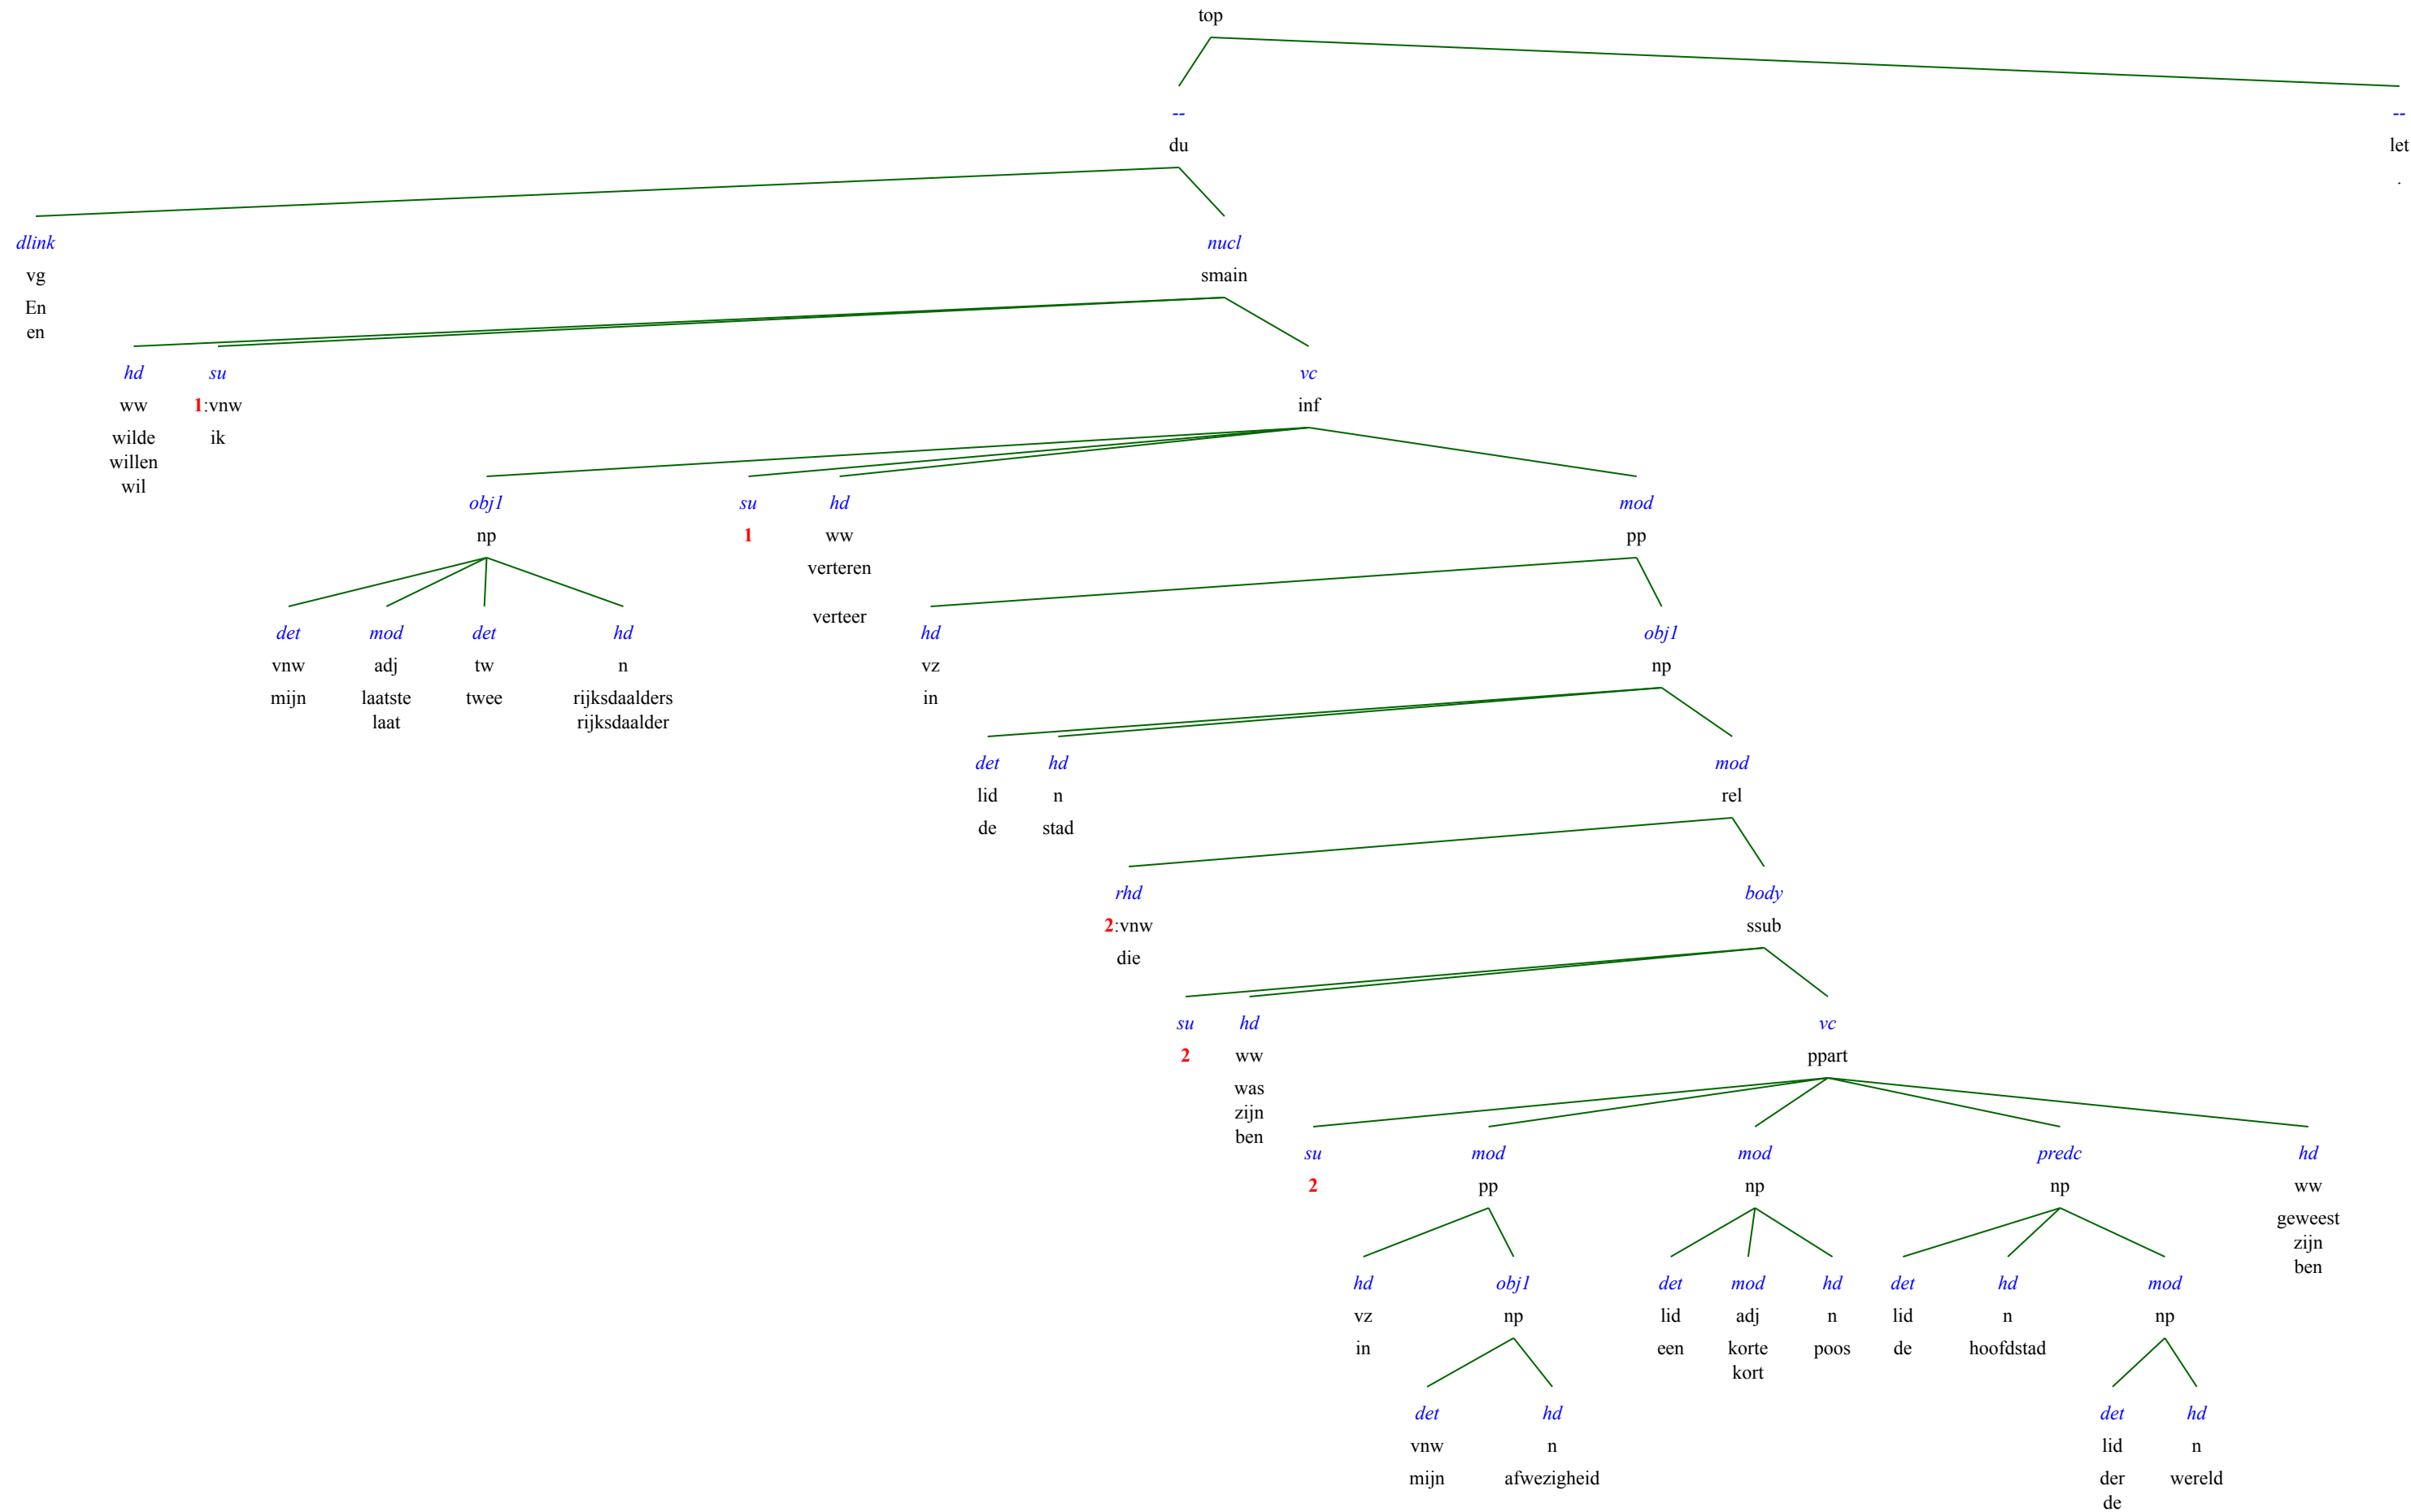 top
-- --
du let
.
dlink nucl
vg smain
En
en
hd su vc
ww 1:vnw inf
wilde ik
willen
wil
obj1 su hd mod
np 1 ww pp
verteren
verteer
det mod det hd hd obj1
vnw adj tw n vz np
mijn laatste twee rijksdaalders in
laat rijksdaalder
det hd mod
lid n rel
de stad
rhd body
2:vnw ssub
die
su hd vc
2 ww ppart
was
zijn
ben
su mod mod predc hd
2 pp np np ww
geweest
zijn
ben
hd obj1 det mod hd det hd mod
vz np lid adj n lid n np
in een korte poos de hoofdstad
kort
det hd det hd
vnw n lid n
mijn afwezigheid der wereld
de